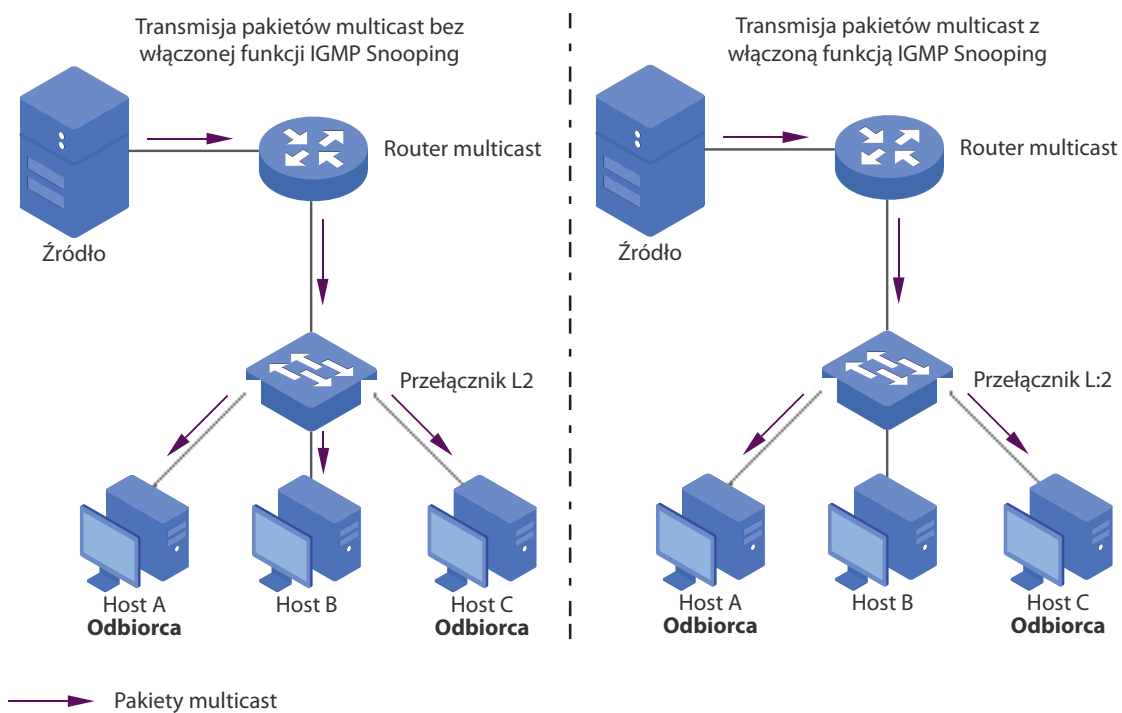 Transmisja pakietów multicast bez
włączonej funkcji IGMP Snooping
Źródło
Router multicast
Przełącznik L2
Host A
Odbiorca
Host B
Host C
Odbiorca
Transmisja pakietów multicast z
włączoną funkcją IGMP Snooping
Źródło
Router multicast
Przełącznik L:2
Host A
Odbiorca
Host B
Host C
Odbiorca
Pakiety multicast